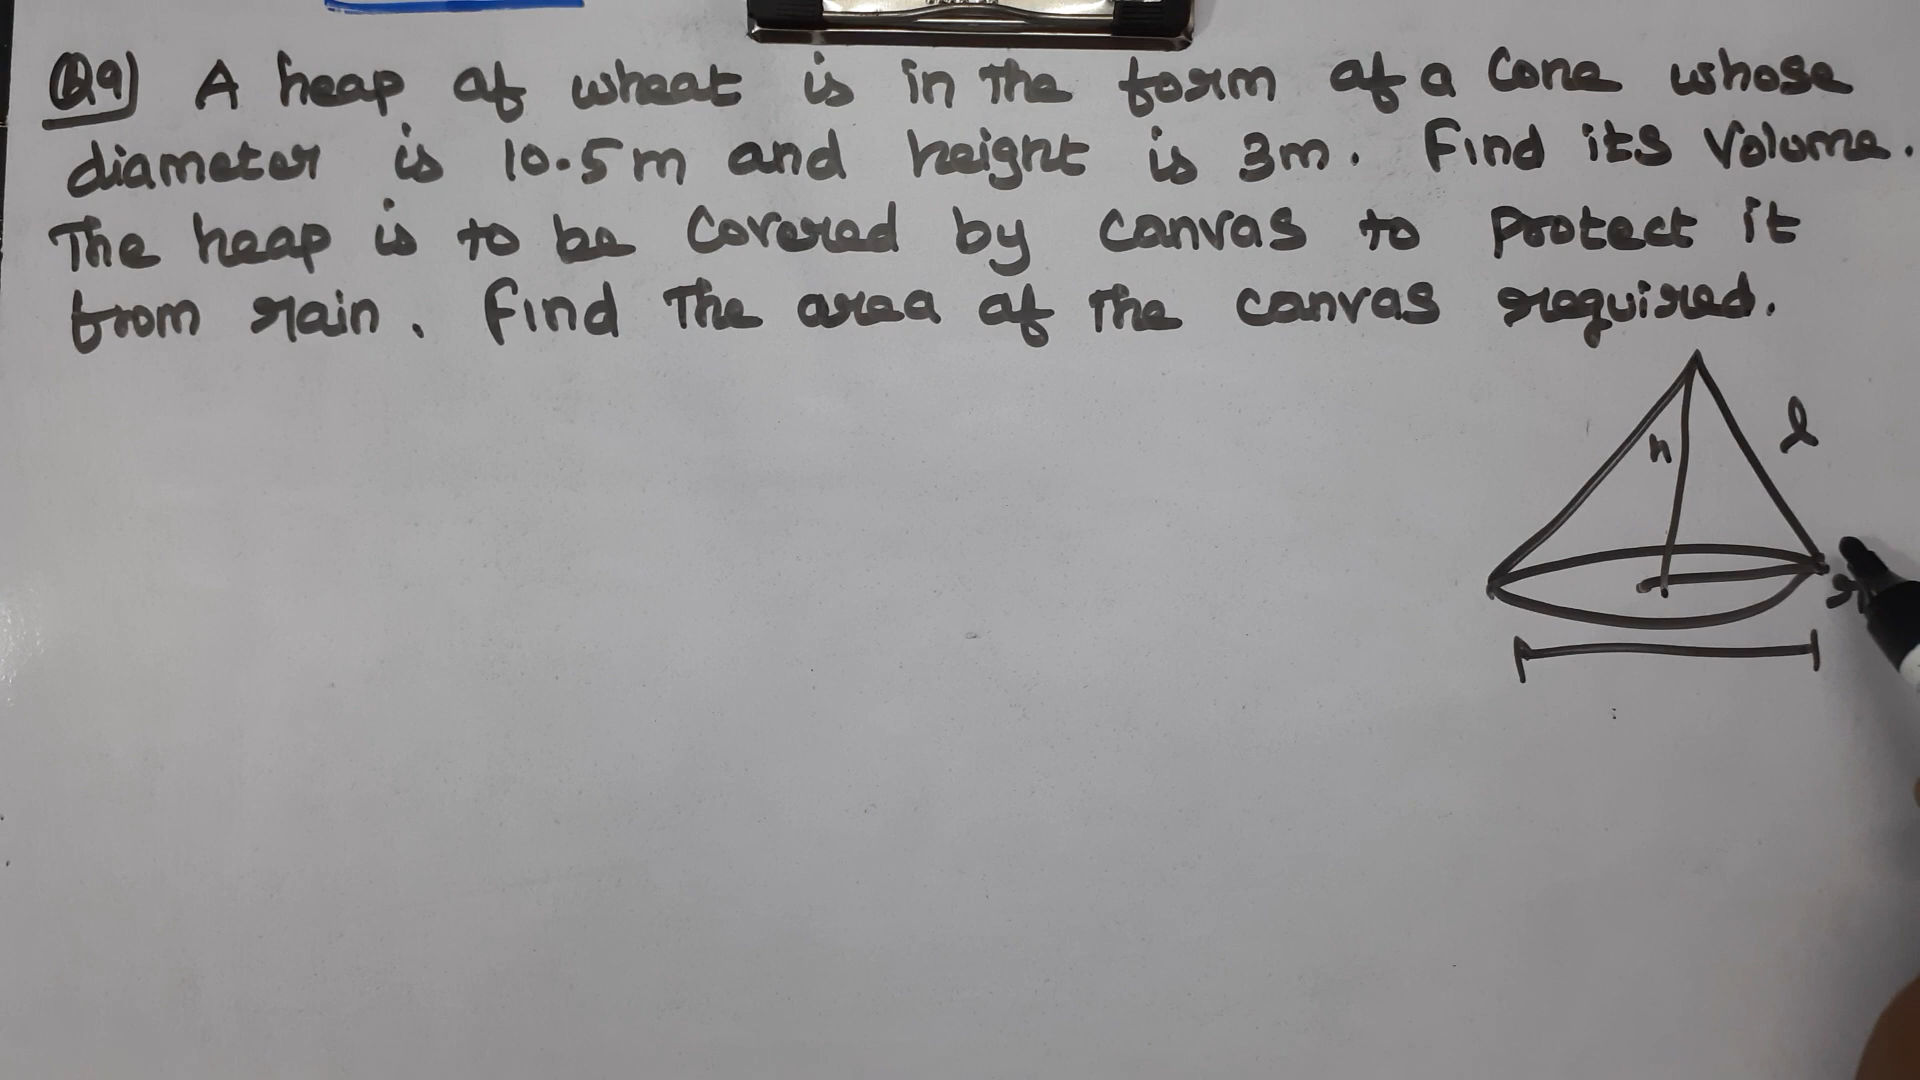 Q9) A heap of wheat is in the form of a cone whose
diameter is 10.5m and height is 3m. Find its Volume.
The heap is to be covered by canvas to protect it
from rain. Find The area of the canvas required.
h
l
r